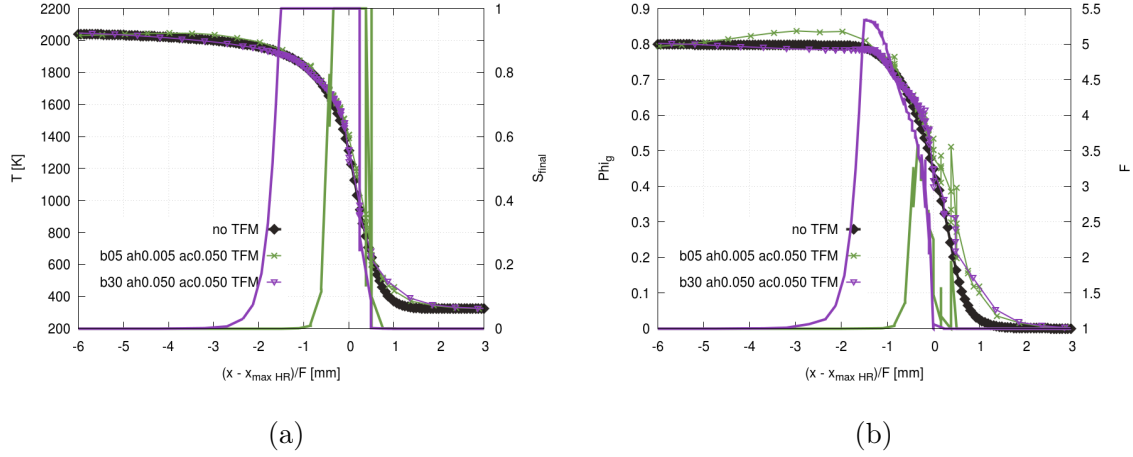 2200
2000
1800
1600
1400
1200
1000
800
600
400
200
T [K]
-6 -5 -4 -3 -2 -1 0 1 2 3
(x - xmax HR)/F [mm]
1
0.8
0.6
0.4
0.2
0
Sfinal
no TFM
b05 ah0.005 ac0.050 TFM
b30 ah0.050 ac0.050 TFM
(a)
0.9
0.8
0.7
0.6
0.5
0.4
0.3
0.2
0.1
0
Phig
-6 -5 -4 -3 -2 -1 0 1 2 3
(x - xmax HR)/F [mm]
5.5
5
4.5
4
3.5
3
2.5
2
1.5
1
F
no TFM
b05 ah0.005 ac0.050 TFM
b30 ah0.050 ac0.050 TFM
(b)